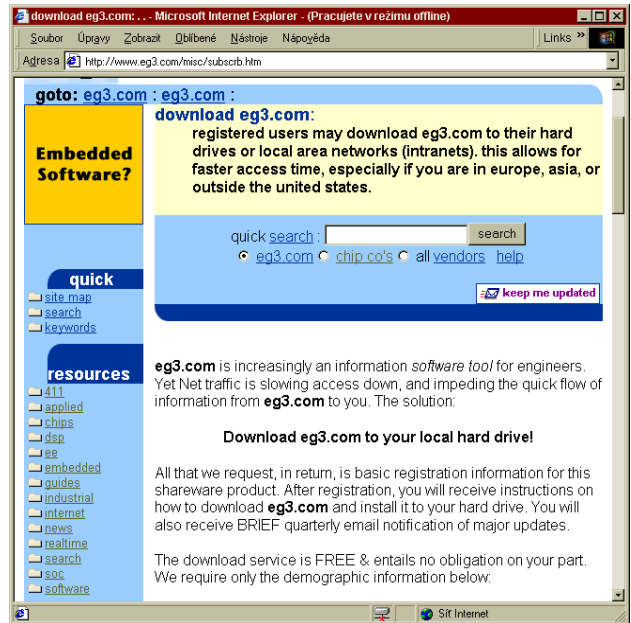 download eg3.com: . . - Microsoft Internet Explorer - (Pracujete v režimu offline)
Soubor Úpravy Zobrazit Oblíbené Nástroje Nápověda Links »
Adresa http://www.eg3.com/misc/subscrb.htm
goto: eg3.com : eg3.com :
Embedded
Software?
download eg3.com:
registered users may download eg3.com to their hard
drives or local area networks (intranets). this allows for
faster access time, especially if you are in europe, asia, or
outside the united states.
quick search : search
eg3.com chip co's all vendors help
keep me updated
quick
site map
search
keywords
resources
411
applied
chips
dsp
ee
embedded
guides
industrial
internet
news
realtime
search
soc
software
eg3.com is increasingly an information software tool for engineers.
Yet Net traffic is slowing access down, and impeding the quick flow of
information from eg3.com to you. The solution:
Download eg3.com to your local hard drive!
All that we request, in return, is basic registration information for this
shareware product. After registration, you will receive instructions on
how to download eg3.com and install it to your hard drive. You will
also receive BRIEF quarterly email notification of major updates.
The download service is FREE & entails no obligation on your part.
We require only the demographic information below:
Síť Internet